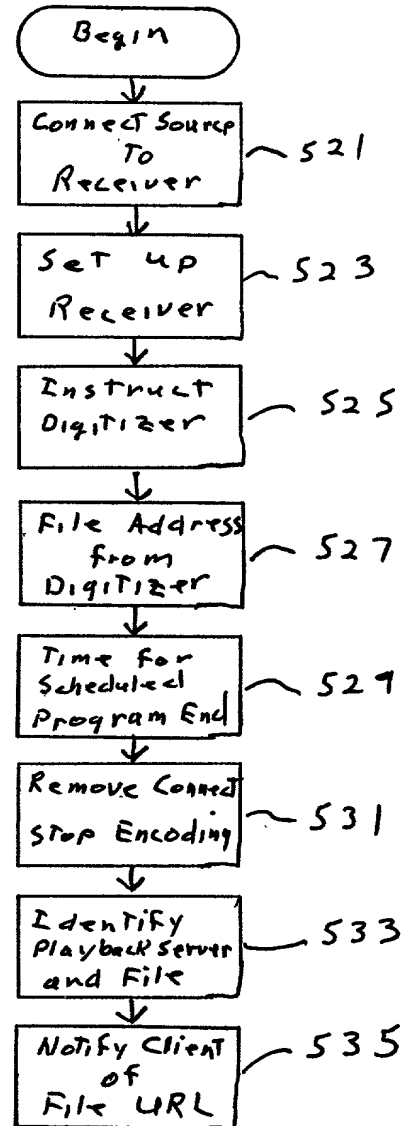 Begin
Connect Source
To
Receiver
521
Set up
Receiver
523
Instruct
Digitizer
525
File Address
from
Digitizer
527
Time for
Scheduled
Program End
529
Remove Connect
Stop Encoding
531
Identify
Playback Server
and File
533
Notify Client
of
File URL
535